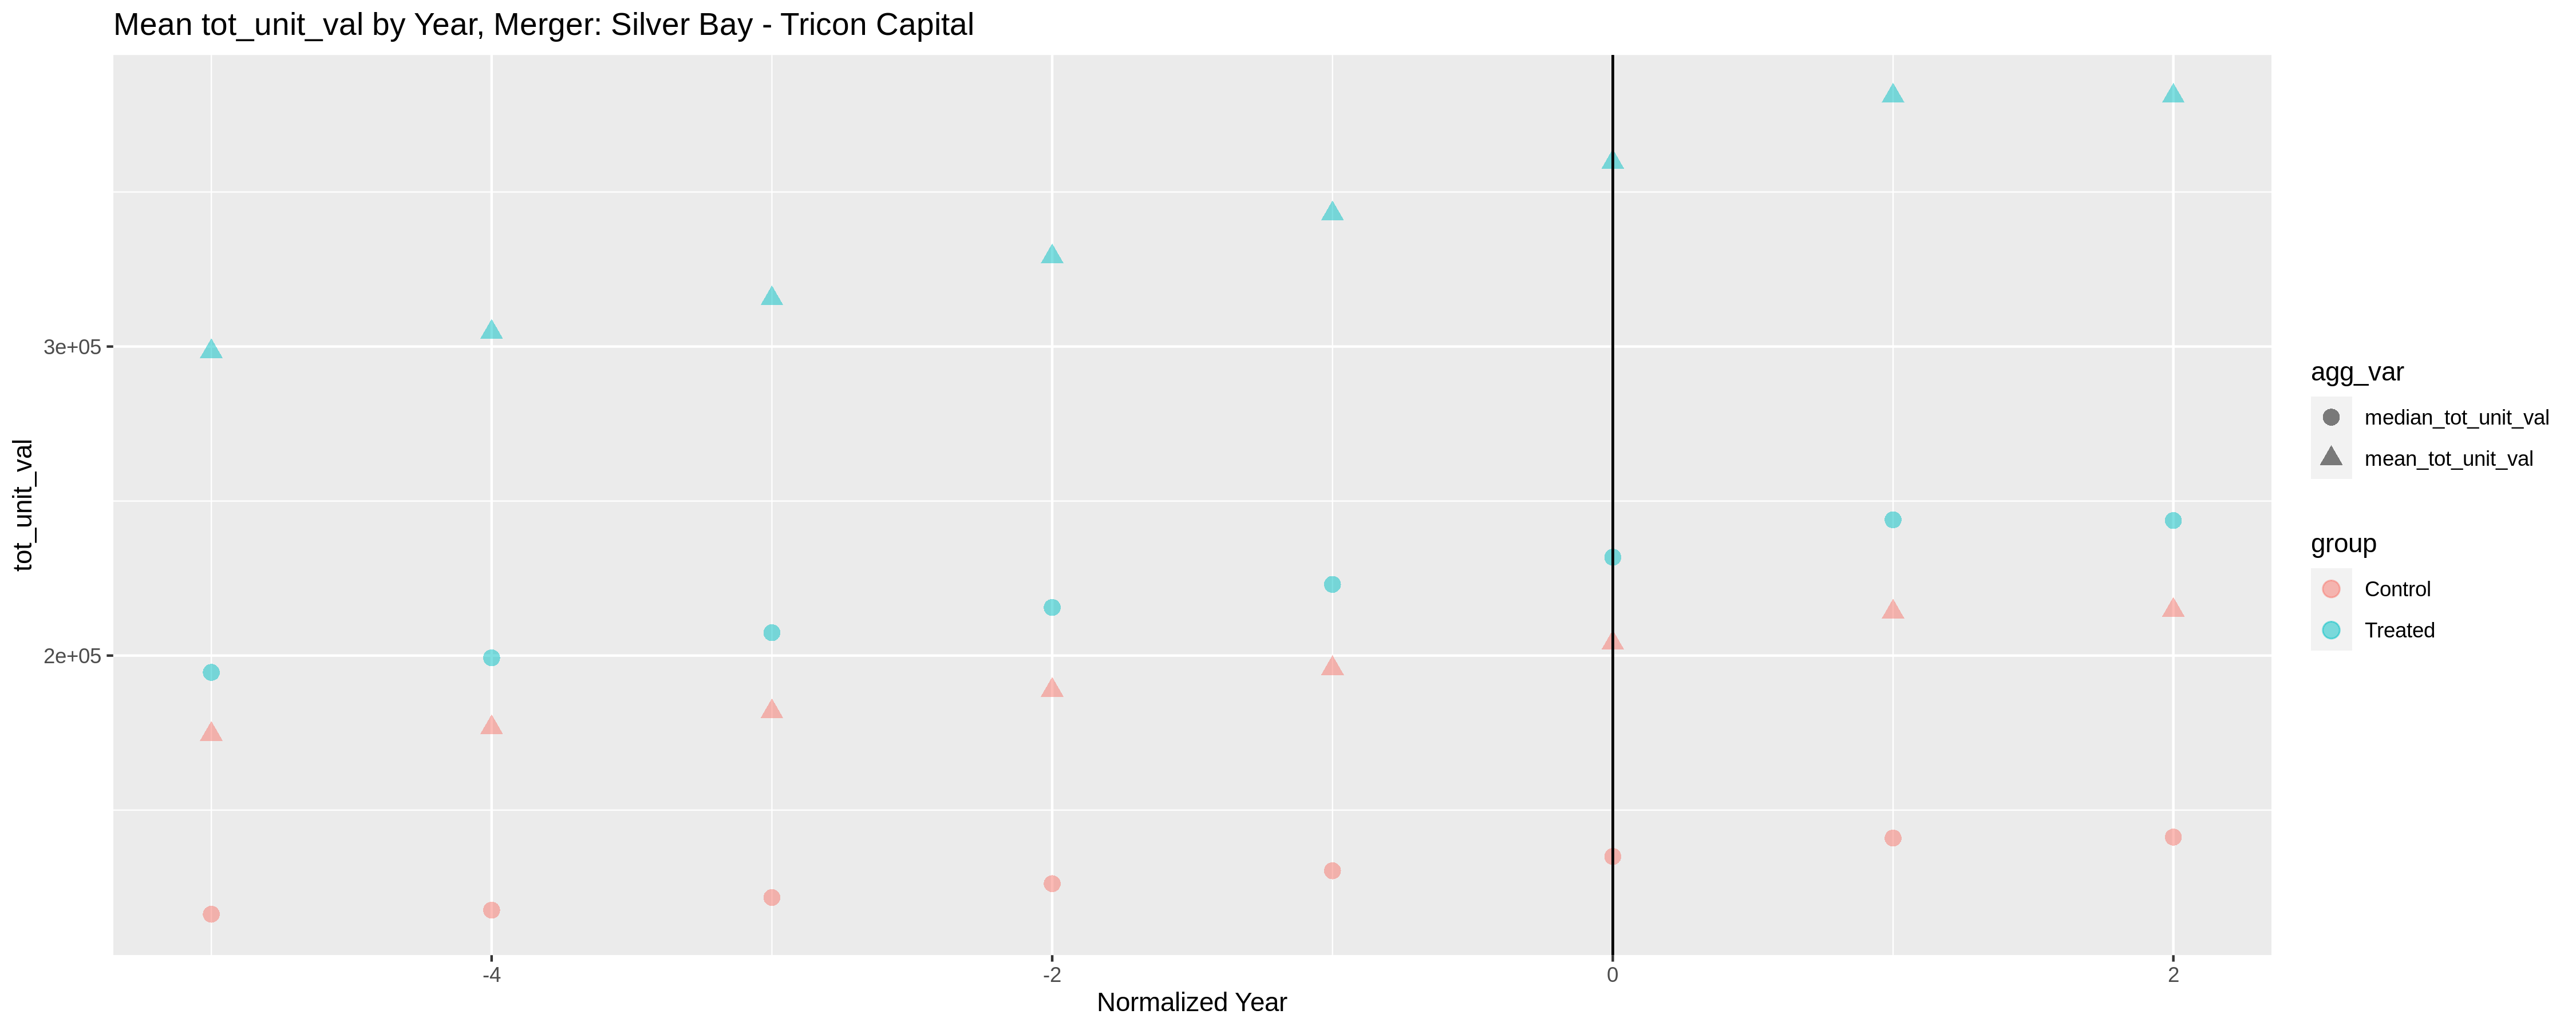 Mean tot_unit_val by Year, Merger: Silver Bay - Tricon Capital
tot_unit_val
3e+05
2e+05
-4
-2
0
2
Normalized Year
agg_var
median_tot_unit_val
mean_tot_unit_val
group
Control
Treated